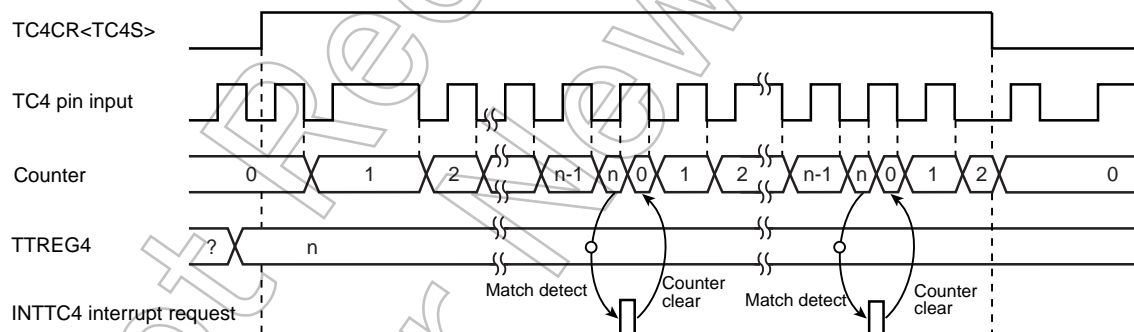 TC4CR<TC4S>
TC4 pin input
Counter
0 1 2 n-1 n 0 1 2 n-1 n 0 1 2 0
TTREG4
? n
Match detect
Counter
clear
Match detect
Counter
clear
INTTC4 interrupt request